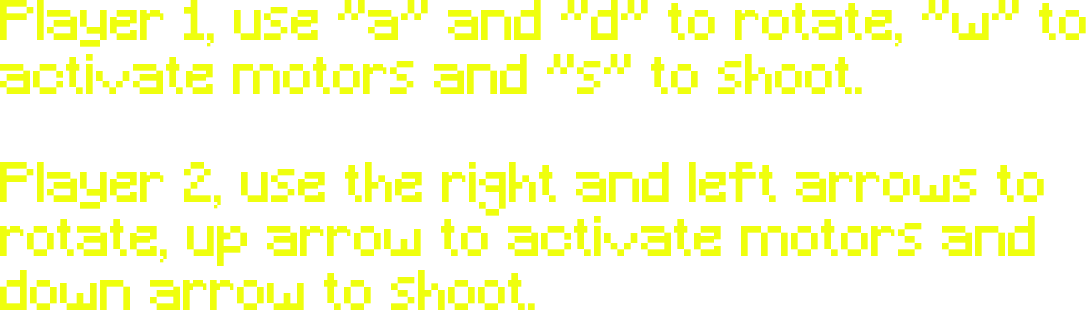 Player 1, use "a" and "d" to rotate, "w" to
activate motors and "s" to shoot.
Player 2, use the right and left arrows to
rotate, up arrow to activate motors and
down arrow to shoot.